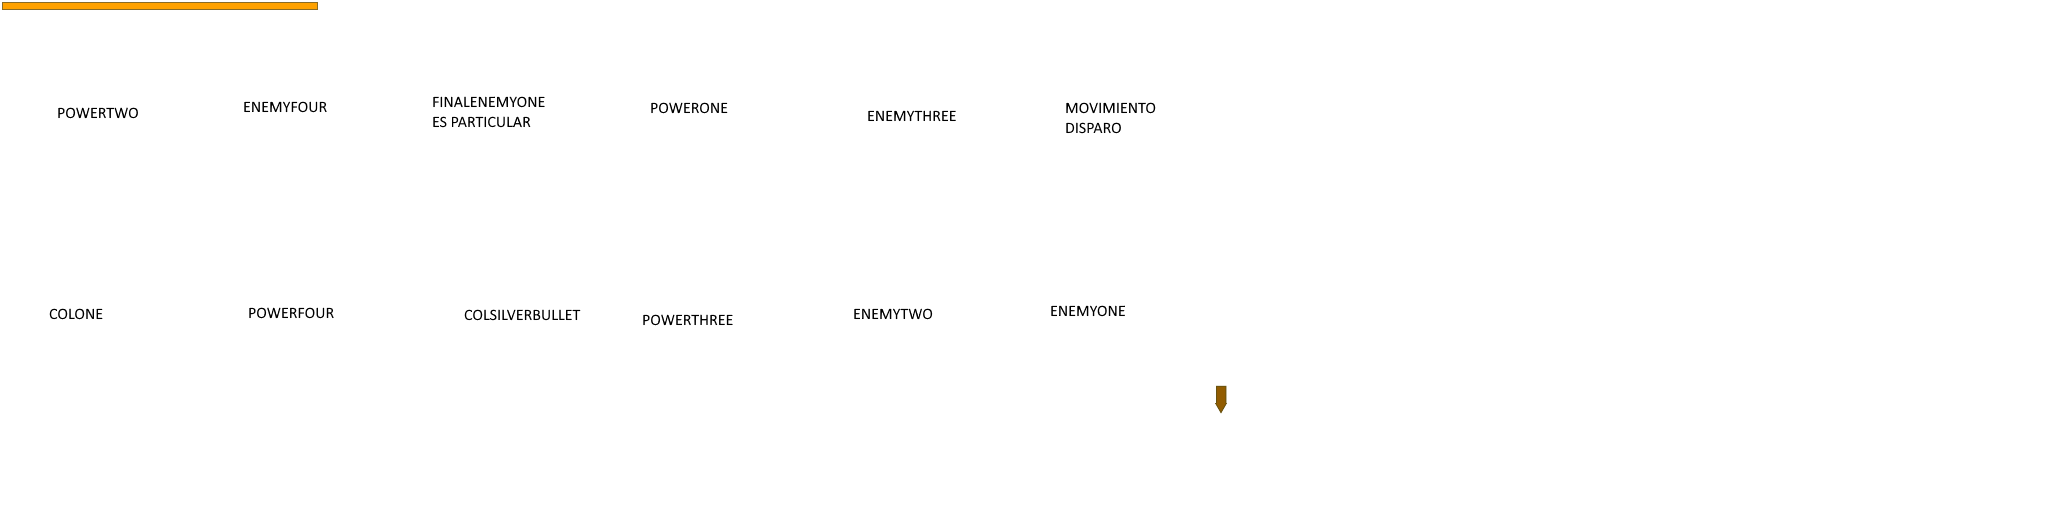 POWERTWO
ENEMYFOUR
FINALENEMYONE
ES PARTICULAR
POWERONE
ENEMYTHREE
MOVIMIENTO
DISPARO
COLONE
POWERFOUR
COLSILVERBULLET
POWERTHREE
ENEMYTWO
ENEMYONE